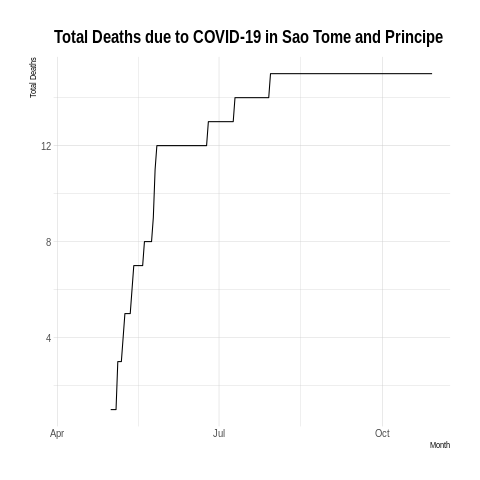 Total Deaths due to COVID-19 in Sao Tome and Principe
Total Deaths
12
8
4
Apr Jul Oct
Month